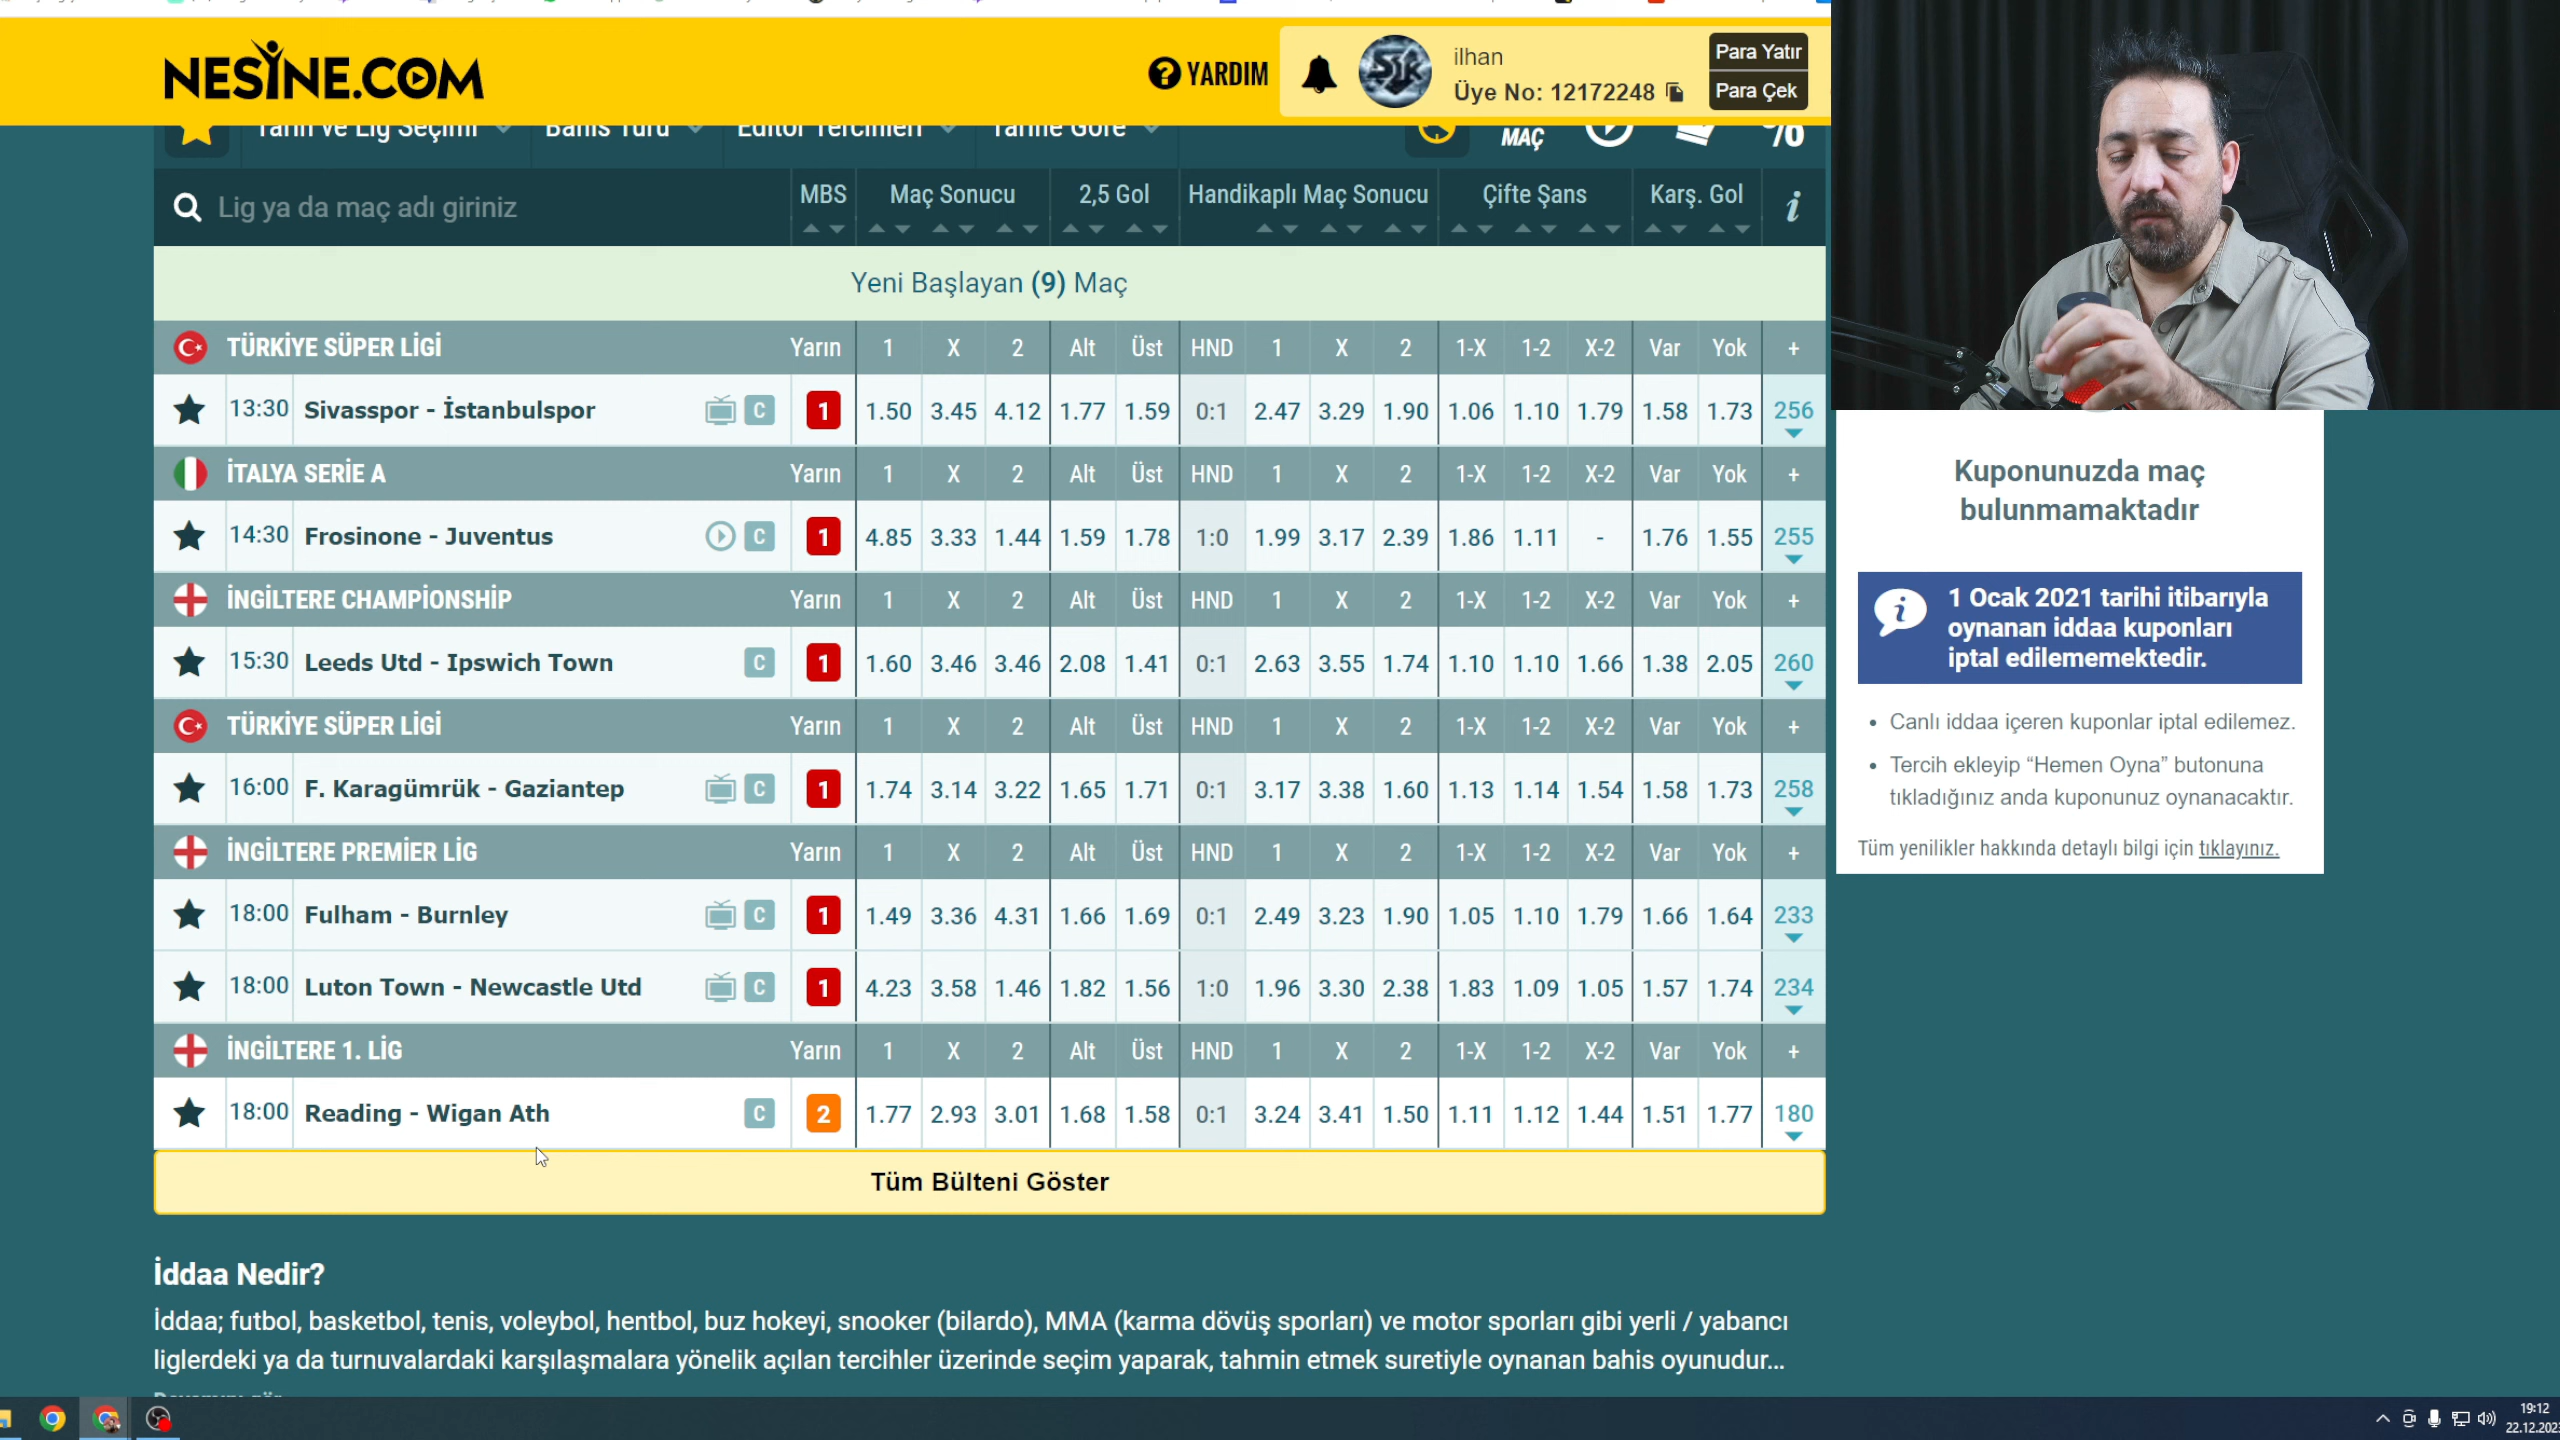 NESİNE.COM
YARDIM
ilhan
Üye No: 12172248
Para Yatır
Para Çek
Tarih ve Lig Seçimi
Bahis Türü
Editör Tercihleri
Tarihe Göre
MAÇ
%
Lig ya da maç adı giriniz
MBS Maç Sonucu 2,5 Gol Handikaplı Maç Sonucu Çifte Şans Karş. Gol i
Yeni Başlayan (9) Maç
TÜRKİYE SÜPER LİGİ Yarın 1 X 2 Alt Üst HND 1 X 2 1-X 1-2 X-2 Var Yok +
13:30 Sivasspor - İstanbulspor C 1 1.50 3.45 4.12 1.77 1.59 0:1 2.47 3.29 1.90 1.06 1.10 1.79 1.58 1.73 256
İTALYA SERIE A Yarın 1 X 2 Alt Üst HND 1 X 2 1-X 1-2 X-2 Var Yok +
14:30 Frosinone - Juventus C 1 4.85 3.33 1.44 1.59 1.78 1:0 1.99 3.17 2.39 1.86 1.11 - 1.76 1.55 255
İNGİLTERE CHAMPİONSHİP Yarın 1 X 2 Alt Üst HND 1 X 2 1-X 1-2 X-2 Var Yok +
15:30 Leeds Utd - Ipswich Town C 1 1.60 3.46 3.46 2.08 1.41 0:1 2.63 3.55 1.74 1.10 1.10 1.66 1.38 2.05 260
TÜRKİYE SÜPER LİGİ Yarın 1 X 2 Alt Üst HND 1 X 2 1-X 1-2 X-2 Var Yok +
16:00 F. Karagümrük - Gaziantep C 1 1.74 3.14 3.22 1.65 1.71 0:1 3.17 3.38 1.60 1.13 1.14 1.54 1.58 1.73 258
İNGİLTERE PREMİER LİG Yarın 1 X 2 Alt Üst HND 1 X 2 1-X 1-2 X-2 Var Yok +
18:00 Fulham - Burnley C 1 1.49 3.36 4.31 1.66 1.69 0:1 2.49 3.23 1.90 1.05 1.10 1.79 1.66 1.64 233
18:00 Luton Town - Newcastle Utd C 1 4.23 3.58 1.46 1.82 1.56 1:0 1.96 3.30 2.38 1.83 1.09 1.05 1.57 1.74 234
İNGİLTERE 1. LİG Yarın 1 X 2 Alt Üst HND 1 X 2 1-X 1-2 X-2 Var Yok +
18:00 Reading - Wigan Ath C 2 1.77 2.93 3.01 1.68 1.58 0:1 3.24 3.41 1.50 1.11 1.12 1.44 1.51 1.77 180
Tüm Bülteni Göster
İddaa Nedir?
İddaa; futbol, basketbol, tenis, voleybol, hentbol, buz hokeyi, snooker (bilardo), MMA (karma dövüş sporları) ve motor sporları gibi yerli / yabancı
liglerdeki ya da turnuvalardaki karşılaşmalara yönelik açılan tercihler üzerinde seçim yaparak, tahmin etmek suretiyle oynanan bahis oyunudur...
Kuponunuzda maç
bulunmamaktadır
1 Ocak 2021 tarihi itibarıyla
oynanan iddaa kuponları
iptal edilememektedir.
• Canlı iddaa içeren kuponlar iptal edilemez.
• Tercih ekleyip “Hemen Oyna” butonuna
tıkladığınız anda kuponunuz oynanacaktır.
Tüm yenilikler hakkında detaylı bilgi için tıklayınız.
19:12
22.12.202